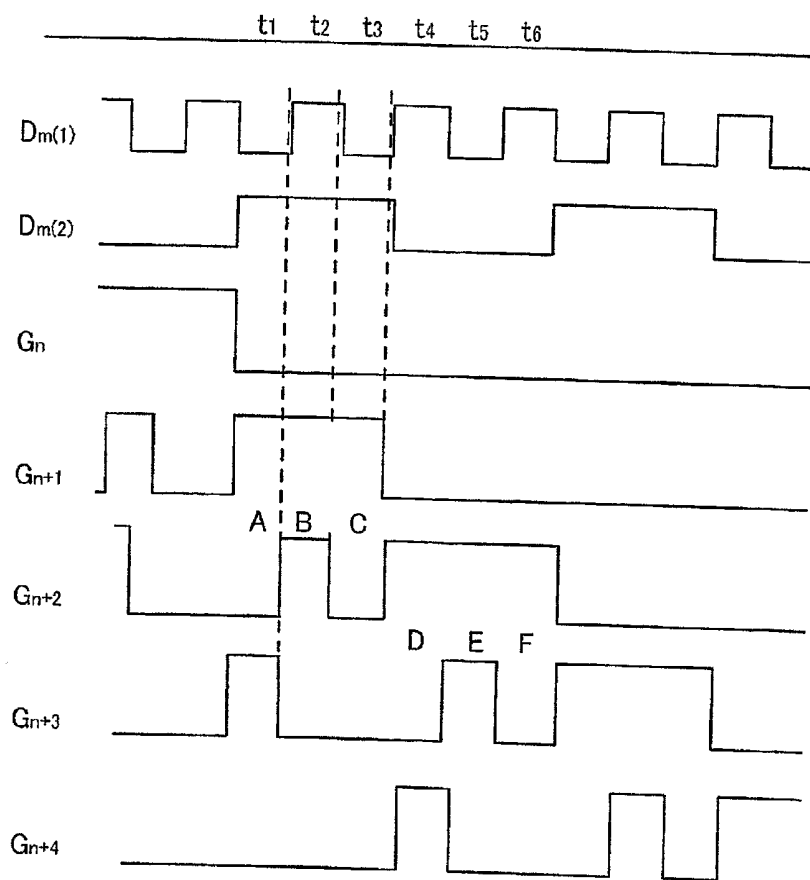 t1 t2 t3 t4 t5 t6
Dm(1)
Dm(2)
Gn
Gn+1
A B C
Gn+2
D E F
Gn+3
Gn+4